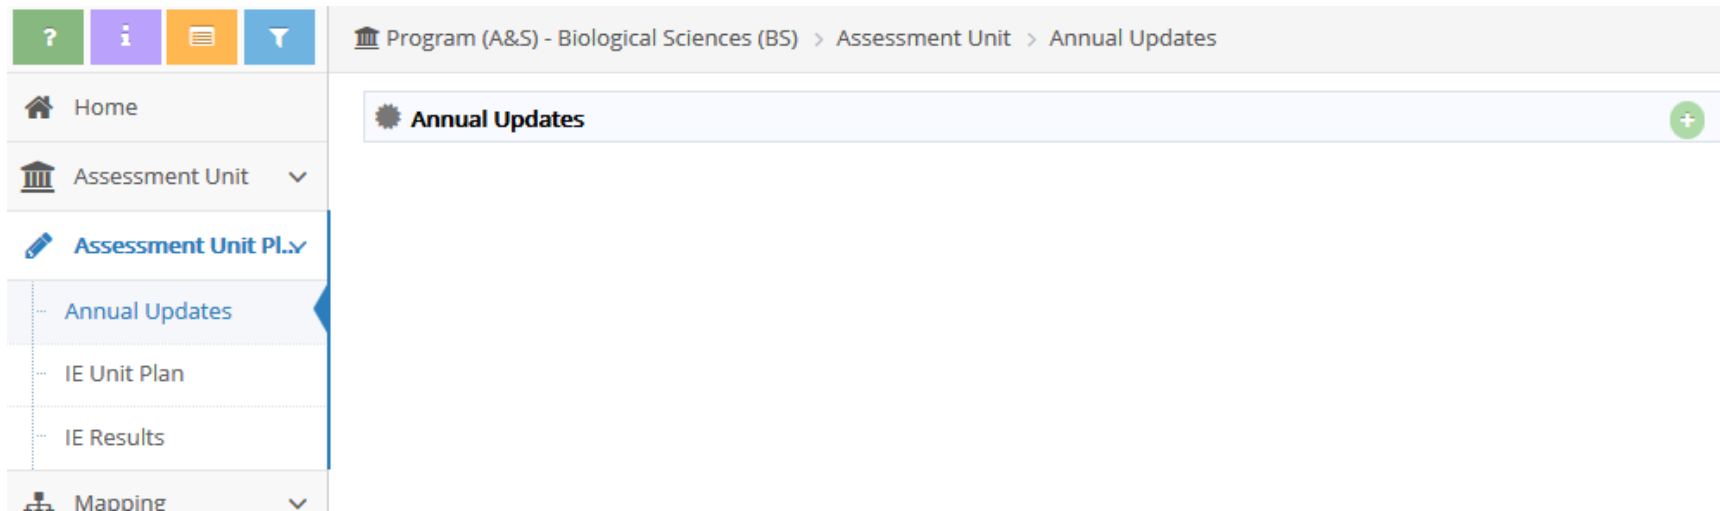 ? i
Program (A&S) - Biological Sciences (BS) > Assessment Unit > Annual Updates
Home
Annual Updates
Assessment Unit
Assessment Unit Pl...
Annual Updates
IE Unit Plan
IE Results
Mapping